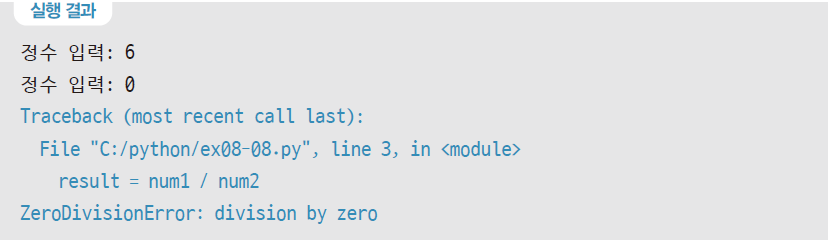 실행 결과
정수 입력: 6
정수 입력: 0
Traceback (most recent call last):
  File "C:/python/ex08-08.py", line 3, in <module>
    result = num1 / num2
ZeroDivisionError: division by zero